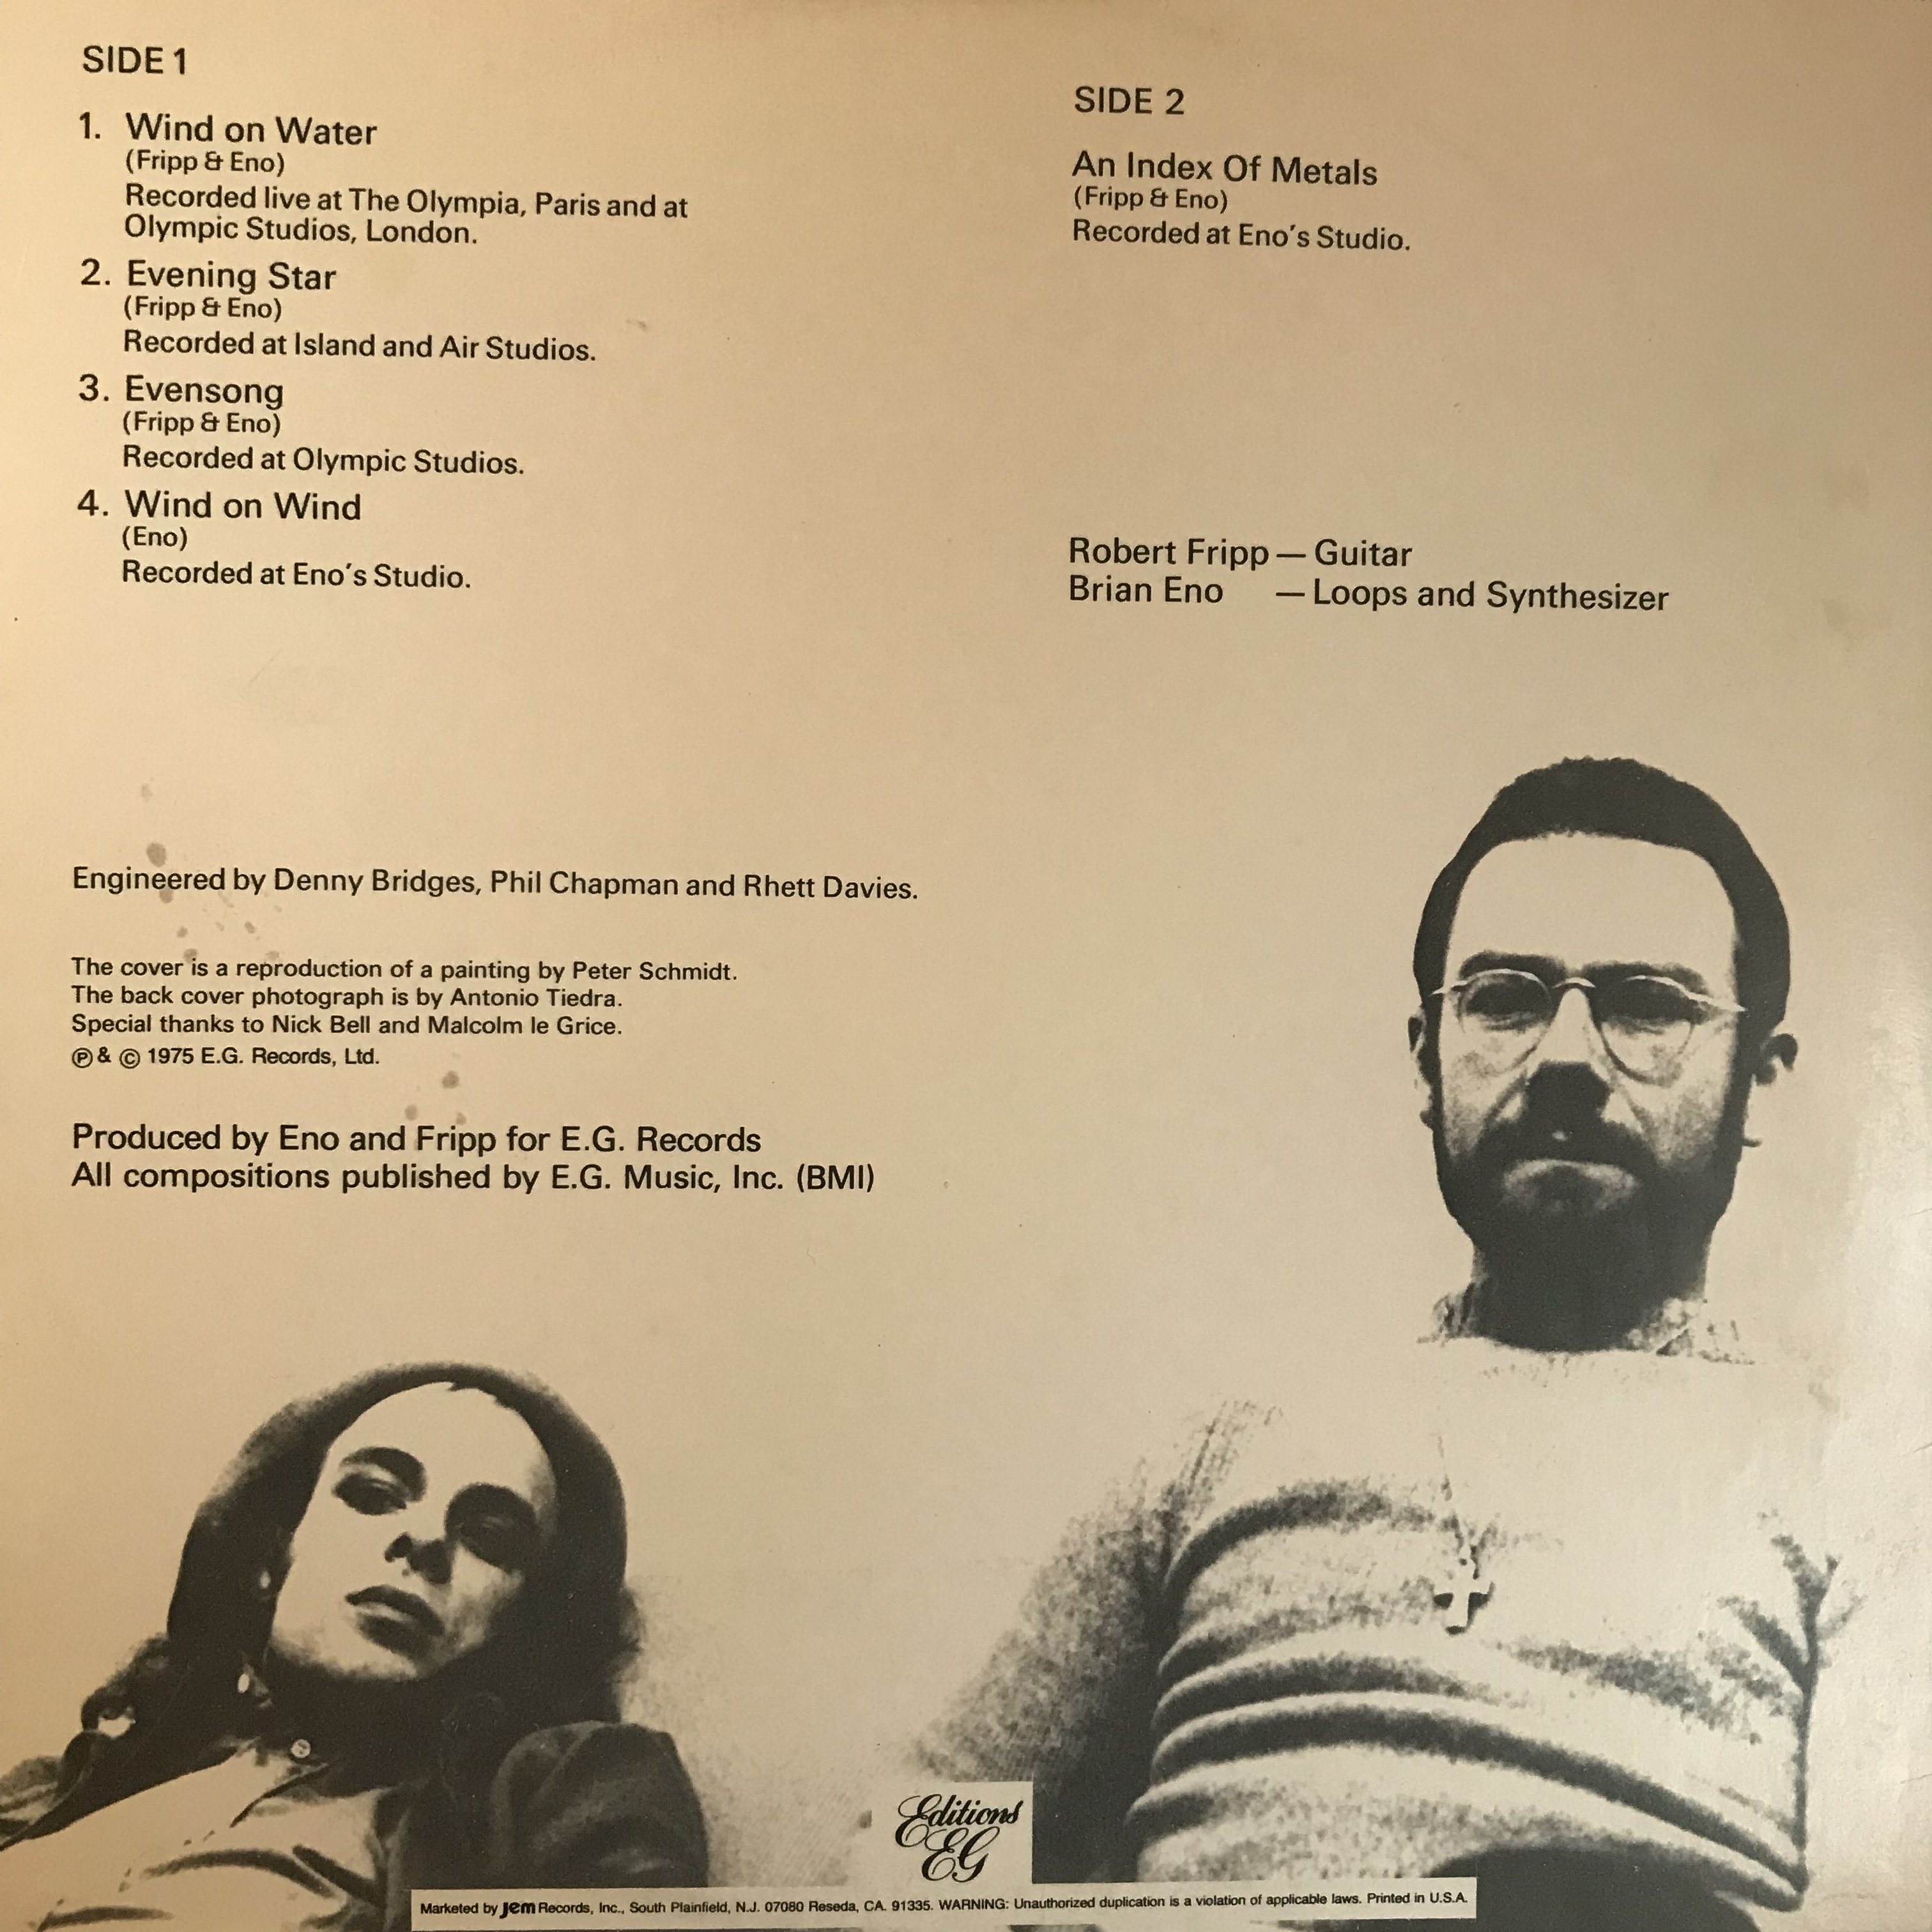 SIDE 1
1. Wind on Water
(Fripp & Eno)
Recorded live at The Olympia, Paris and at
Olympic Studios, London.
2. Evening Star
(Fripp & Eno)
Recorded at Island and Air Studios.
3. Evensong
(Fripp & Eno)
Recorded at Olympic Studios.
4. Wind on Wind
(Eno)
Recorded at Eno's Studio.
SIDE 2
An Index Of Metals
(Fripp & Eno)
Recorded at Eno's Studio.
Robert Fripp — Guitar
Brian Eno — Loops and Synthesizer
Engineered by Denny Bridges, Phil Chapman and Rhett Davies.
The cover is a reproduction of a painting by Peter Schmidt.
The back cover photograph is by Antonio Tiedra.
Special thanks to Nick Bell and Malcolm le Grice.
℗ & © 1975 E.G. Records, Ltd.
Produced by Eno and Fripp for E.G. Records
All compositions published by E.G. Music, Inc. (BMI)
Editions
EG
Marketed by Jem Records, Inc., South Plainfield, N.J. 07080 Reseda, CA. 91335. WARNING: Unauthorized duplication is a violation of applicable laws. Printed in U.S.A.